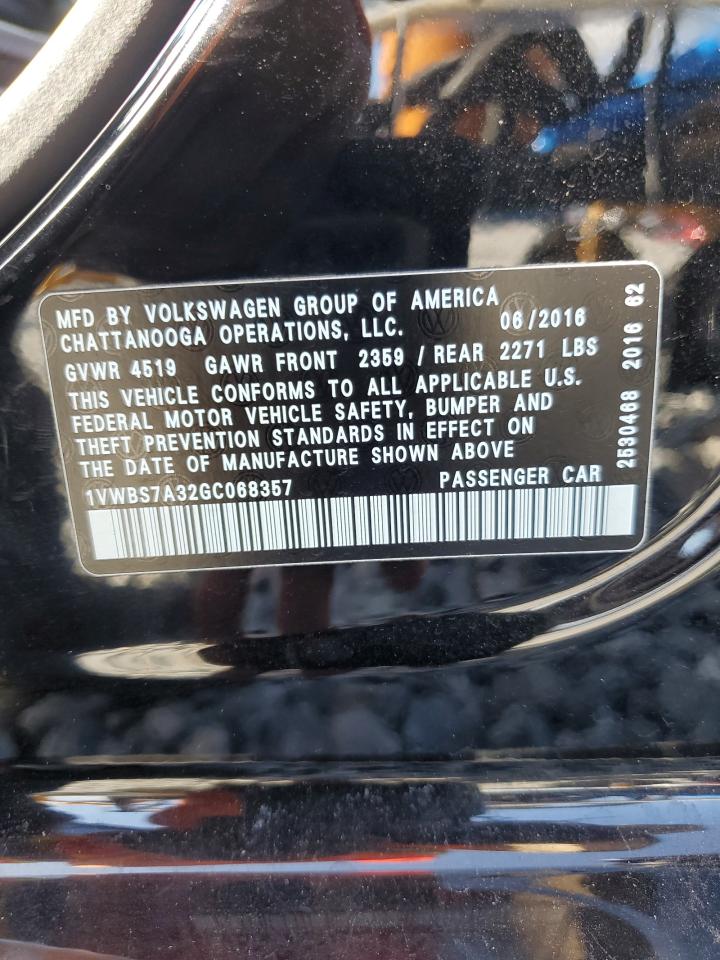 MFD BY VOLKSWAGEN GROUP OF AMERICA
CHATTANOOGA OPERATIONS, LLC. 06/2016
GVWR 4519 GAWR FRONT 2359 / REAR 2271 LBS
THIS VEHICLE CONFORMS TO ALL APPLICABLE U.S.
FEDERAL MOTOR VEHICLE SAFETY, BUMPER AND
THEFT PREVENTION STANDARDS IN EFFECT ON
THE DATE OF MANUFACTURE SHOWN ABOVE
1VWBS7A32GC068357 PASSENGER CAR
2530468 2016 62